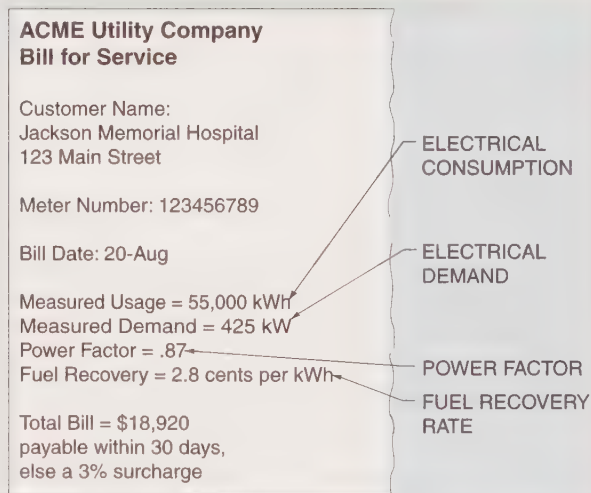 ACME Utility Company
Bill for Service
Customer Name:
Jackson Memorial Hospital
123 Main Street
Meter Number: 123456789
Bill Date: 20-Aug
Measured Usage = 55,000 kWh
Measured Demand = 425 kW
Power Factor = .87
Fuel Recovery = 2.8 cents per kWh
Total Bill = $18,920
payable within 30 days,
else a 3% surcharge
ELECTRICAL
CONSUMPTION
ELECTRICAL
DEMAND
POWER FACTOR
FUEL RECOVERY
RATE